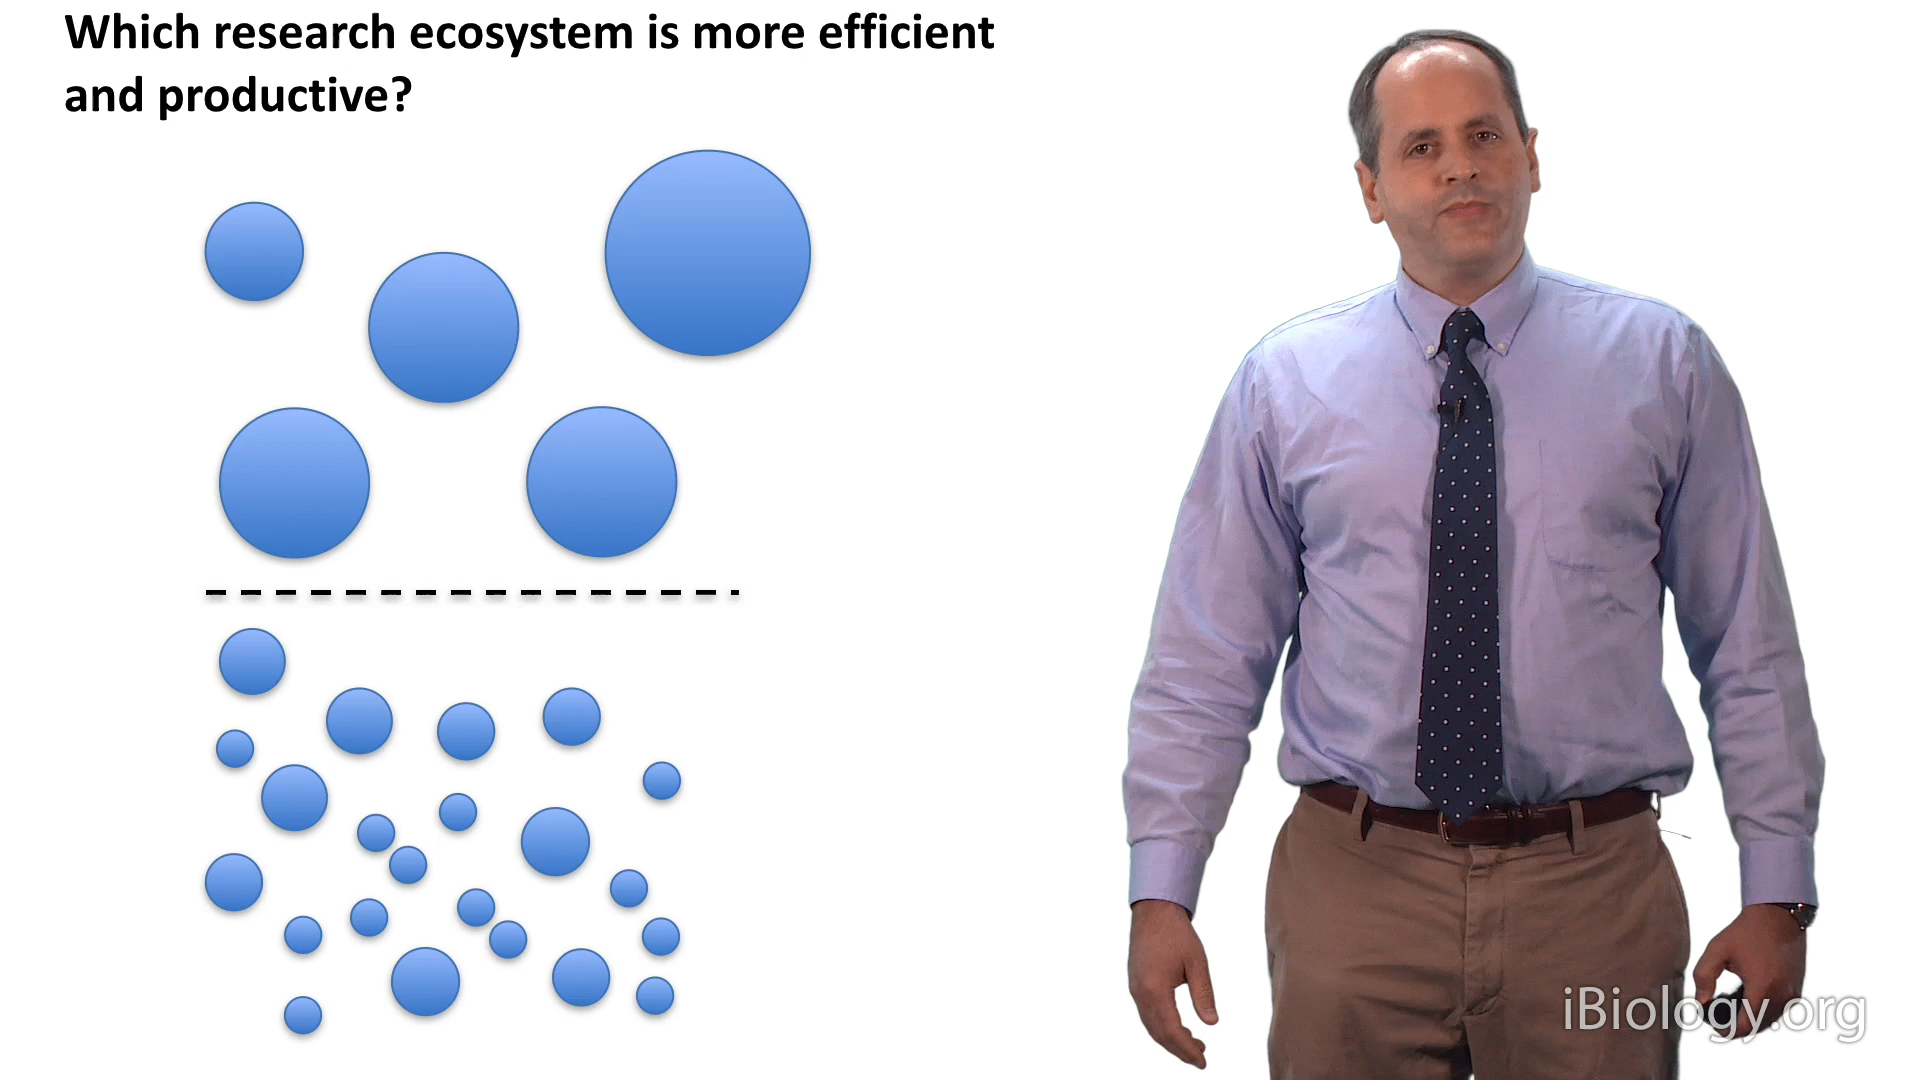 Which research ecosystem is more efficient
and productive?
iBiology.org